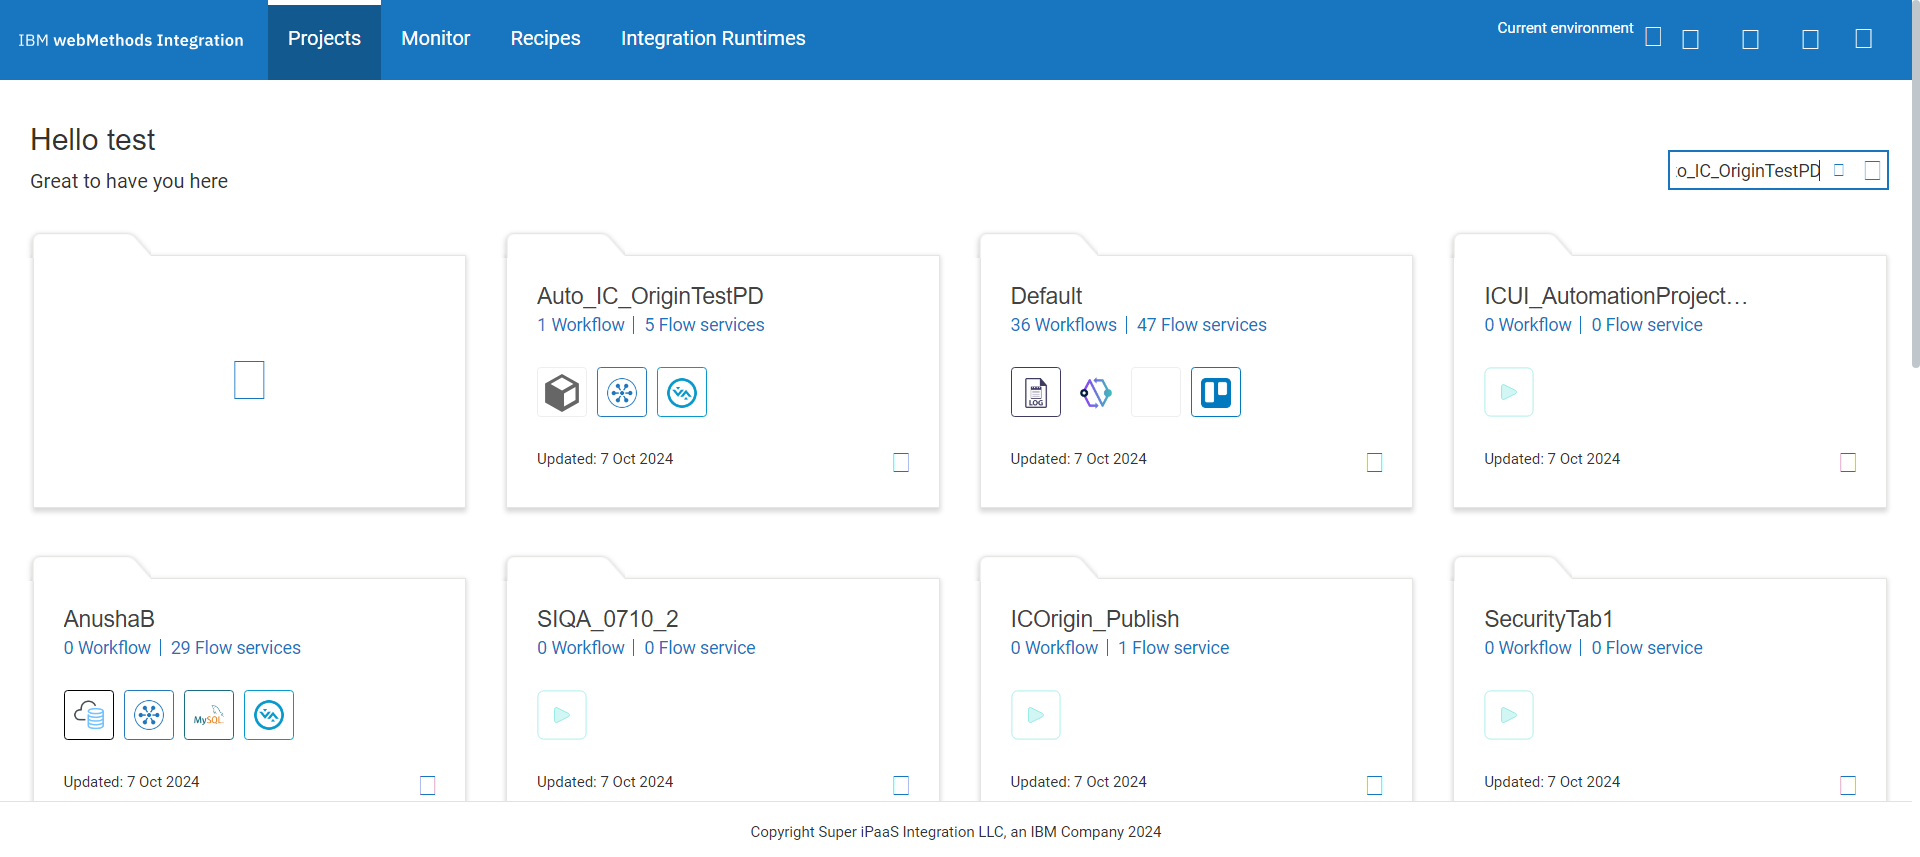 IBM webMethods Integration
Projects
Monitor
Recipes
Integration Runtimes
Current environment
Hello test
Great to have you here
o_IC_OriginTestPD
Auto_IC_OriginTestPD
1 Workflow | 5 Flow services
Updated: 7 Oct 2024
Default
36 Workflows | 47 Flow services
LOG
Updated: 7 Oct 2024
ICUI_AutomationProject...
0 Workflow | 0 Flow service
Updated: 7 Oct 2024
AnushaB
0 Workflow | 29 Flow services
MySQL
Updated: 7 Oct 2024
SIQA_0710_2
0 Workflow | 0 Flow service
Updated: 7 Oct 2024
ICOrigin_Publish
0 Workflow | 1 Flow service
Updated: 7 Oct 2024
SecurityTab1
0 Workflow | 0 Flow service
Updated: 7 Oct 2024
Copyright Super iPaaS Integration LLC, an IBM Company 2024